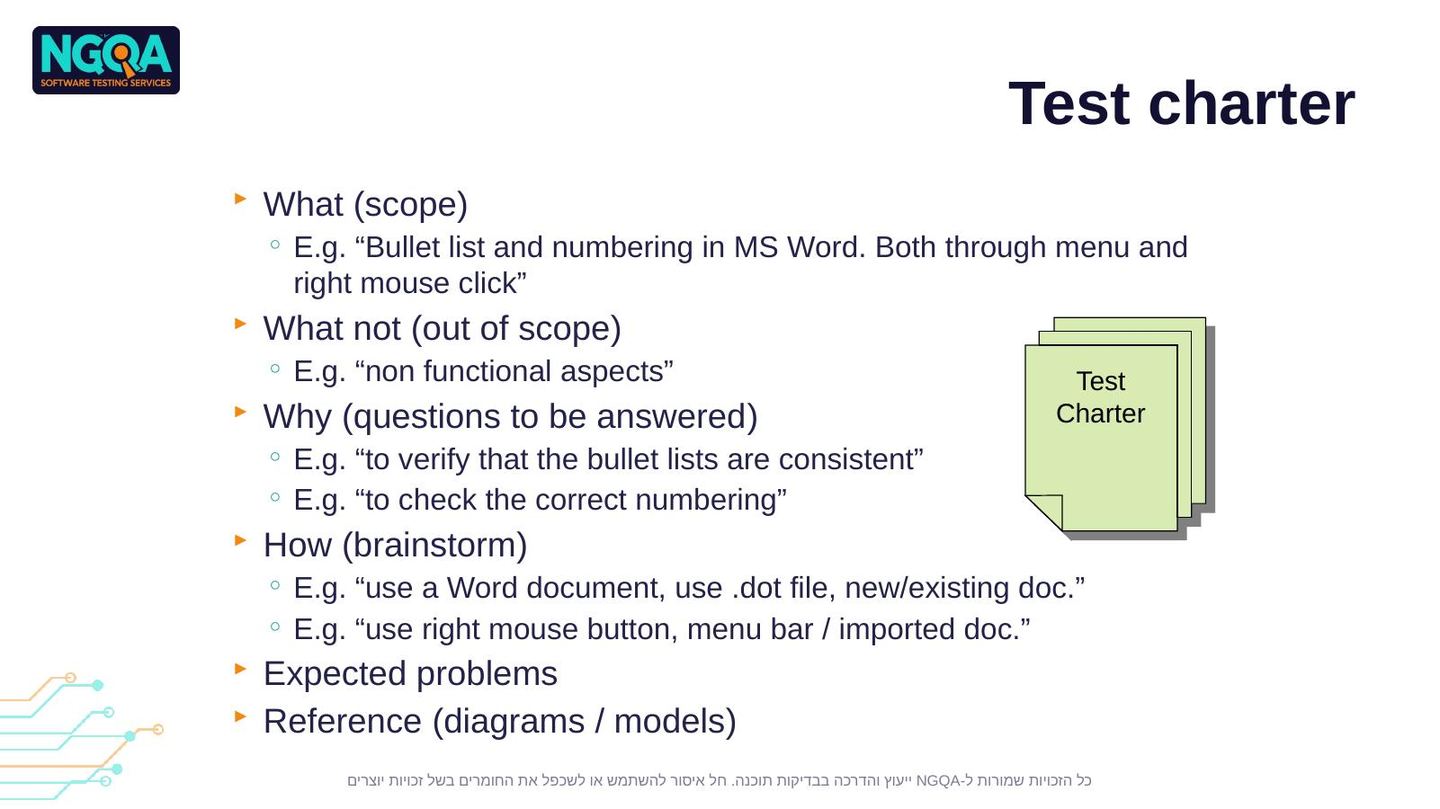 NGQA
SOFTWARE TESTING SERVICES
Test charter
What (scope)
E.g. “Bullet list and numbering in MS Word. Both through menu and
right mouse click”
What not (out of scope)
E.g. “non functional aspects”
Why (questions to be answered)
E.g. “to verify that the bullet lists are consistent”
E.g. “to check the correct numbering”
How (brainstorm)
E.g. “use a Word document, use .dot file, new/existing doc.”
E.g. “use right mouse button, menu bar / imported doc.”
Expected problems
Reference (diagrams / models)
Test
Charter
כל הזכויות שמורות ל-NGQA ייעוץ והדרכה בבדיקות תוכנה. חל איסור להשתמש או לשכפל את החומרים בשל זכויות יוצרים